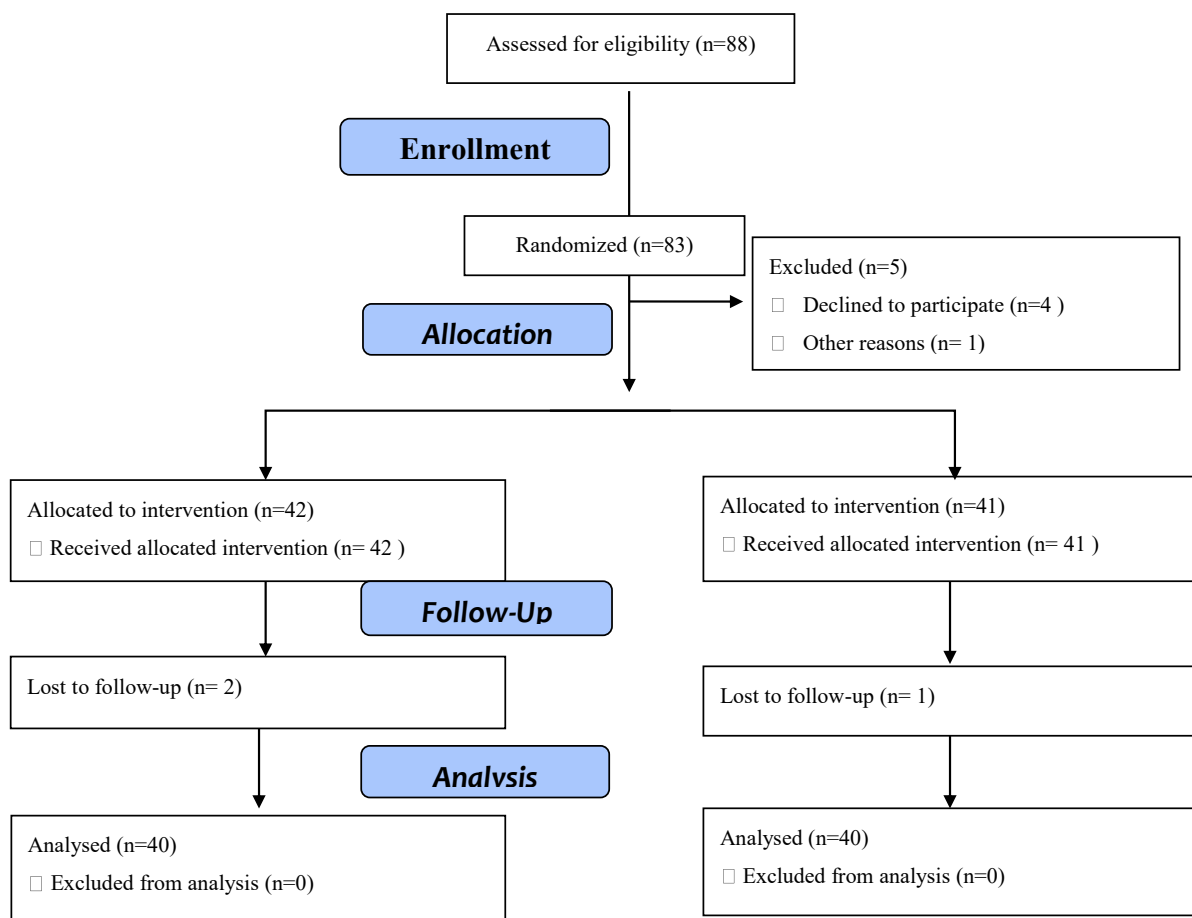 Assessed for eligibility (n=88)
Enrollment
Randomized (n=83)
Excluded (n=5)
□ Declined to participate (n=4 )
□ Other reasons (n= 1)
Allocation
Allocated to intervention (n=42)
□ Received allocated intervention (n= 42 )
Allocated to intervention (n=41)
□ Received allocated intervention (n= 41 )
Follow-Up
Lost to follow-up (n= 2)
Lost to follow-up (n= 1)
Analysis
Analysed (n=40)
□ Excluded from analysis (n=0)
Analysed (n=40)
□ Excluded from analysis (n=0)